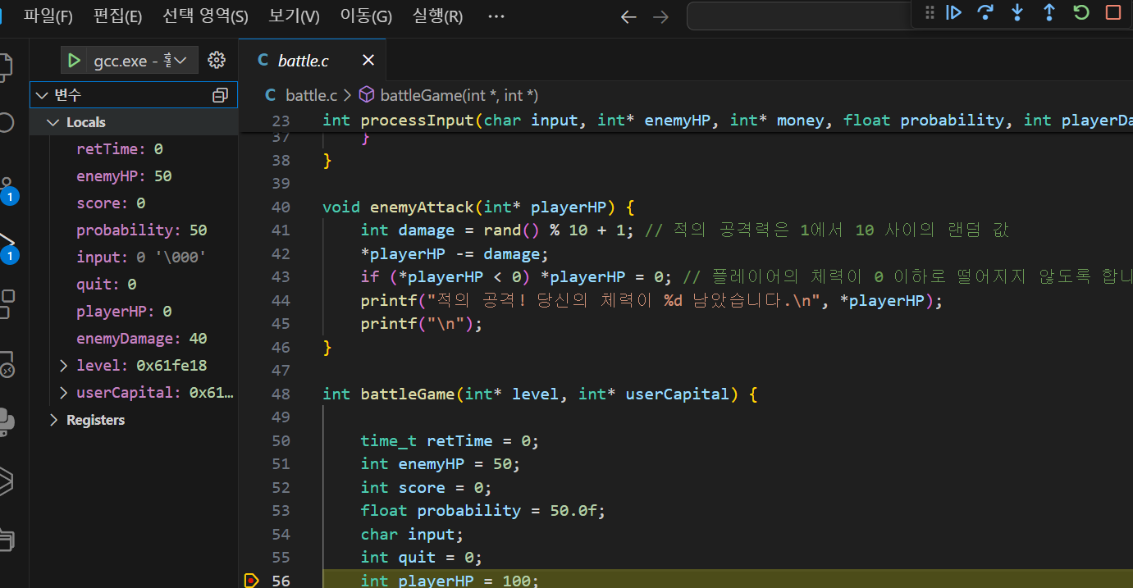 파일(F) 편집(E) 선택 영역(S) 보기(V) 이동(G) 실행(R) ···
gcc.exe - 활
C battle.c ×
변수
C battle.c > battleGame(int *, int *)
Locals
23 int processInput(char input, int* enemyHP, int* money, float probability, int playerDa
retTime: 0
enemyHP: 50
score: 0
probability: 50
input: 0 '\000'
quit: 0
playerHP: 0
enemyDamage: 40
level: 0x61fe18
userCapital: 0x61…
Registers
1
1
37 }
38 }
39
40 void enemyAttack(int* playerHP) {
41 int damage = rand() % 10 + 1; // 적의 공격력은 1에서 10 사이의 랜덤 값
42 *playerHP -= damage;
43 if (*playerHP < 0) *playerHP = 0; // 플레이어의 체력이 0 이하로 떨어지지 않도록 합니
44 printf("적의 공격! 당신의 체력이 %d 남았습니다.\n", *playerHP);
45 printf("\n");
46 }
47
48 int battleGame(int* level, int* userCapital) {
49
50 time_t retTime = 0;
51 int enemyHP = 50;
52 int score = 0;
53 float probability = 50.0f;
54 char input;
55 int quit = 0;
56 int playerHP = 100;